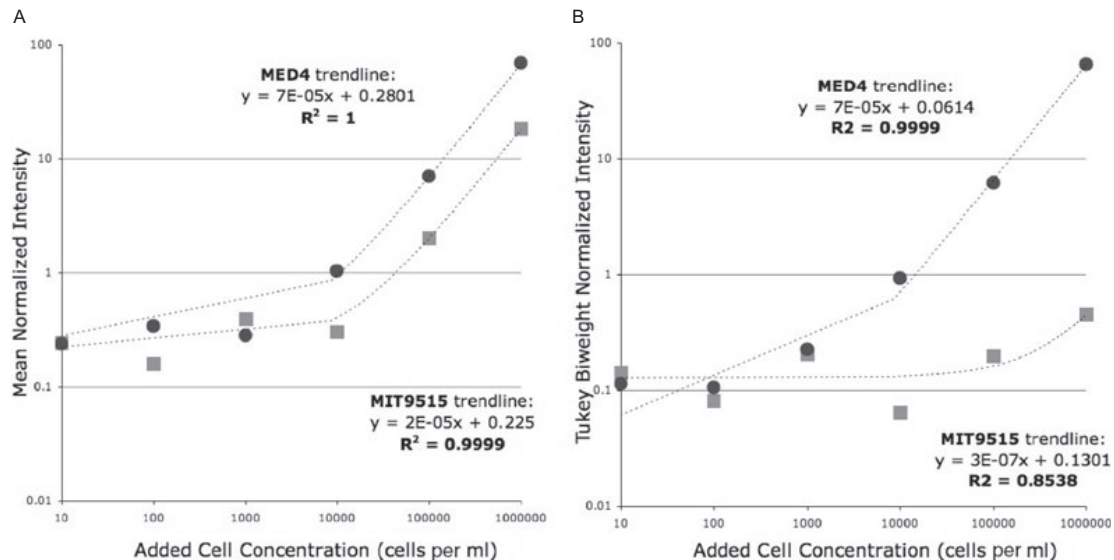 A
Mean Normalized Intensity
100
10
1
0.1
0.01
MED4 trendline:
y = 7E-05x + 0.2801
R² = 1
MIT9515 trendline:
y = 2E-05x + 0.225
R² = 0.9999
10 100 1000 10000 100000 1000000
Added Cell Concentration (cells per ml)
B
Tukey Biweight Normalized Intensity
100
10
1
0.1
0.01
MED4 trendline:
y = 7E-05x + 0.0614
R2 = 0.9999
MIT9515 trendline:
y = 3E-07x + 0.1301
R2 = 0.8538
10 100 1000 10000 100000 1000000
Added Cell Concentration (cells per ml)